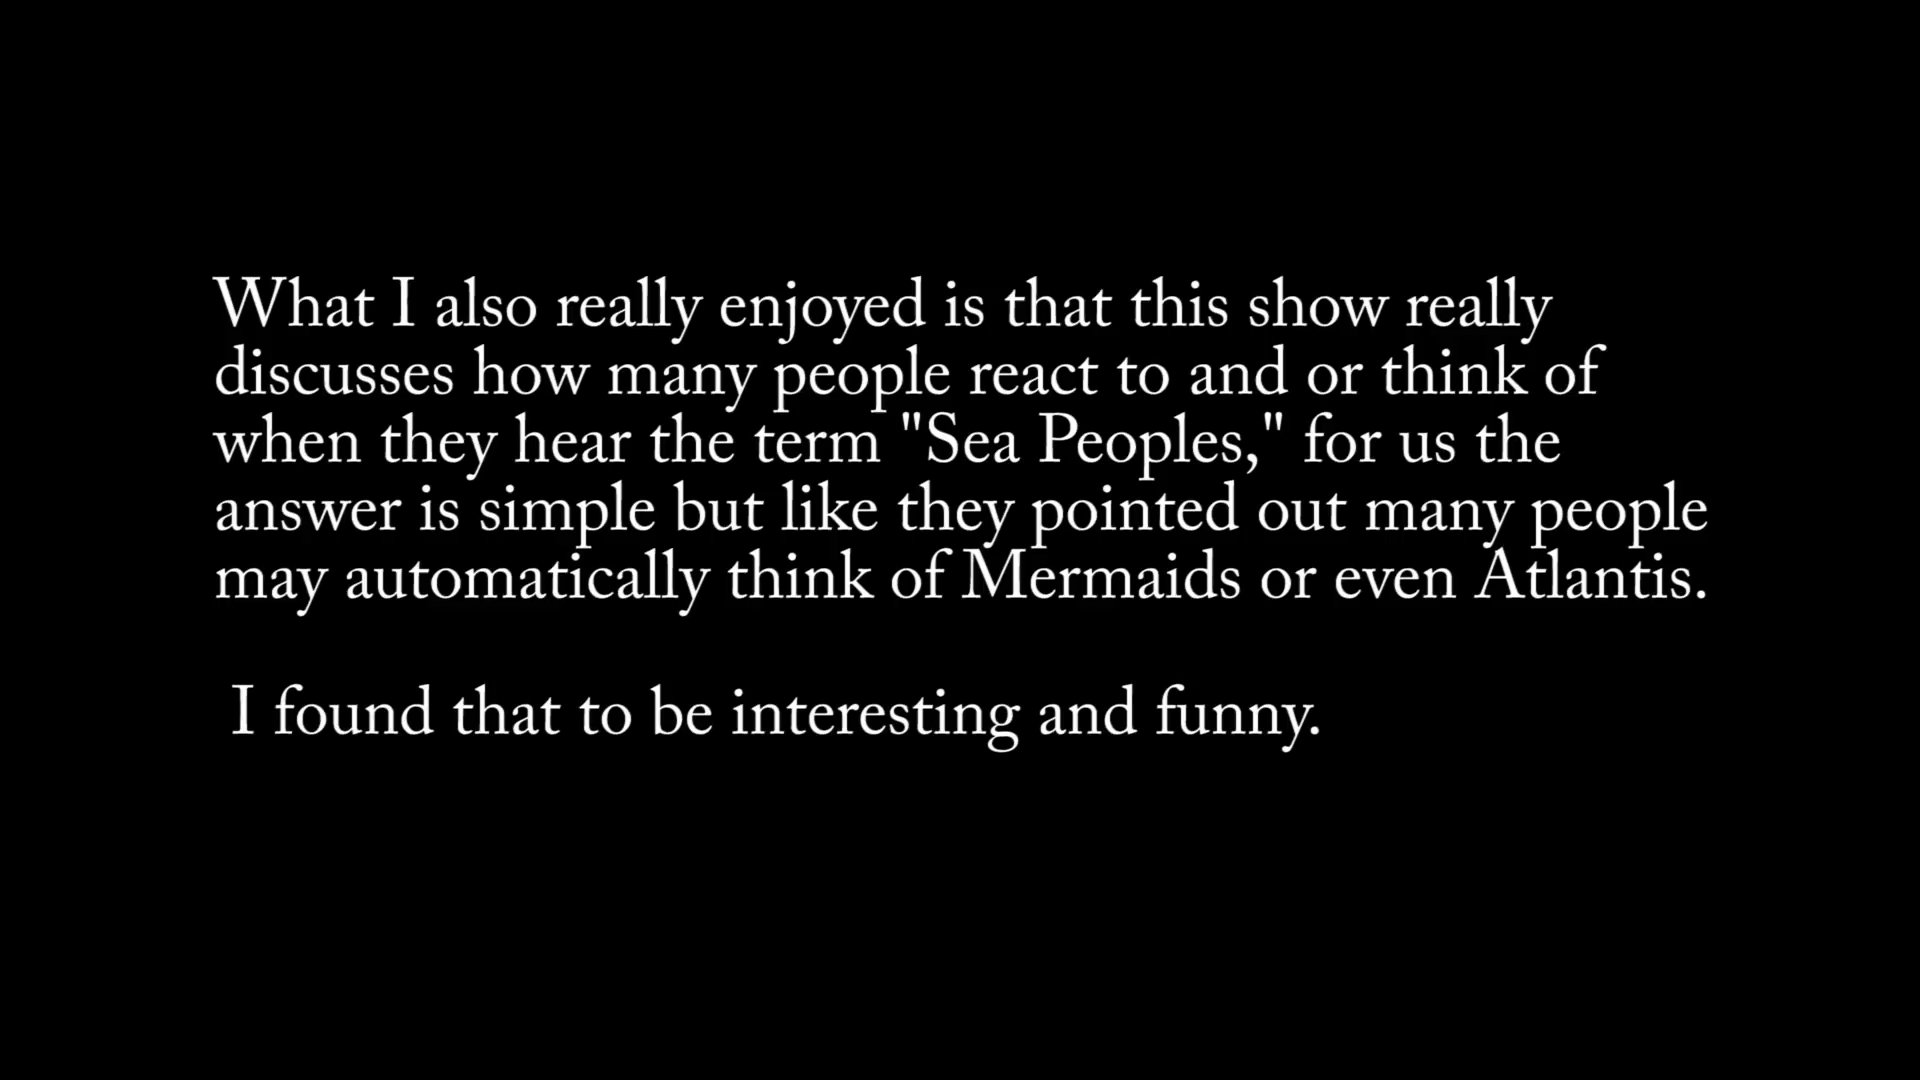 What I also really enjoyed is that this show really
discusses how many people react to and or think of
when they hear the term "Sea Peoples," for us the
answer is simple but like they pointed out many people
may automatically think of Mermaids or even Atlantis.
I found that to be interesting and funny.